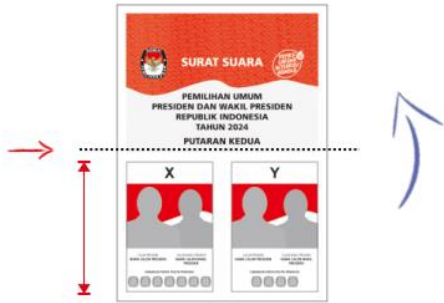 SURAT SUARA
PEMILIHAN UMUM
PRESIDEN DAN WAKIL PRESIDEN
REPUBLIK INDONESIA
TAHUN 2024
PUTARAN KEDUA
X Y